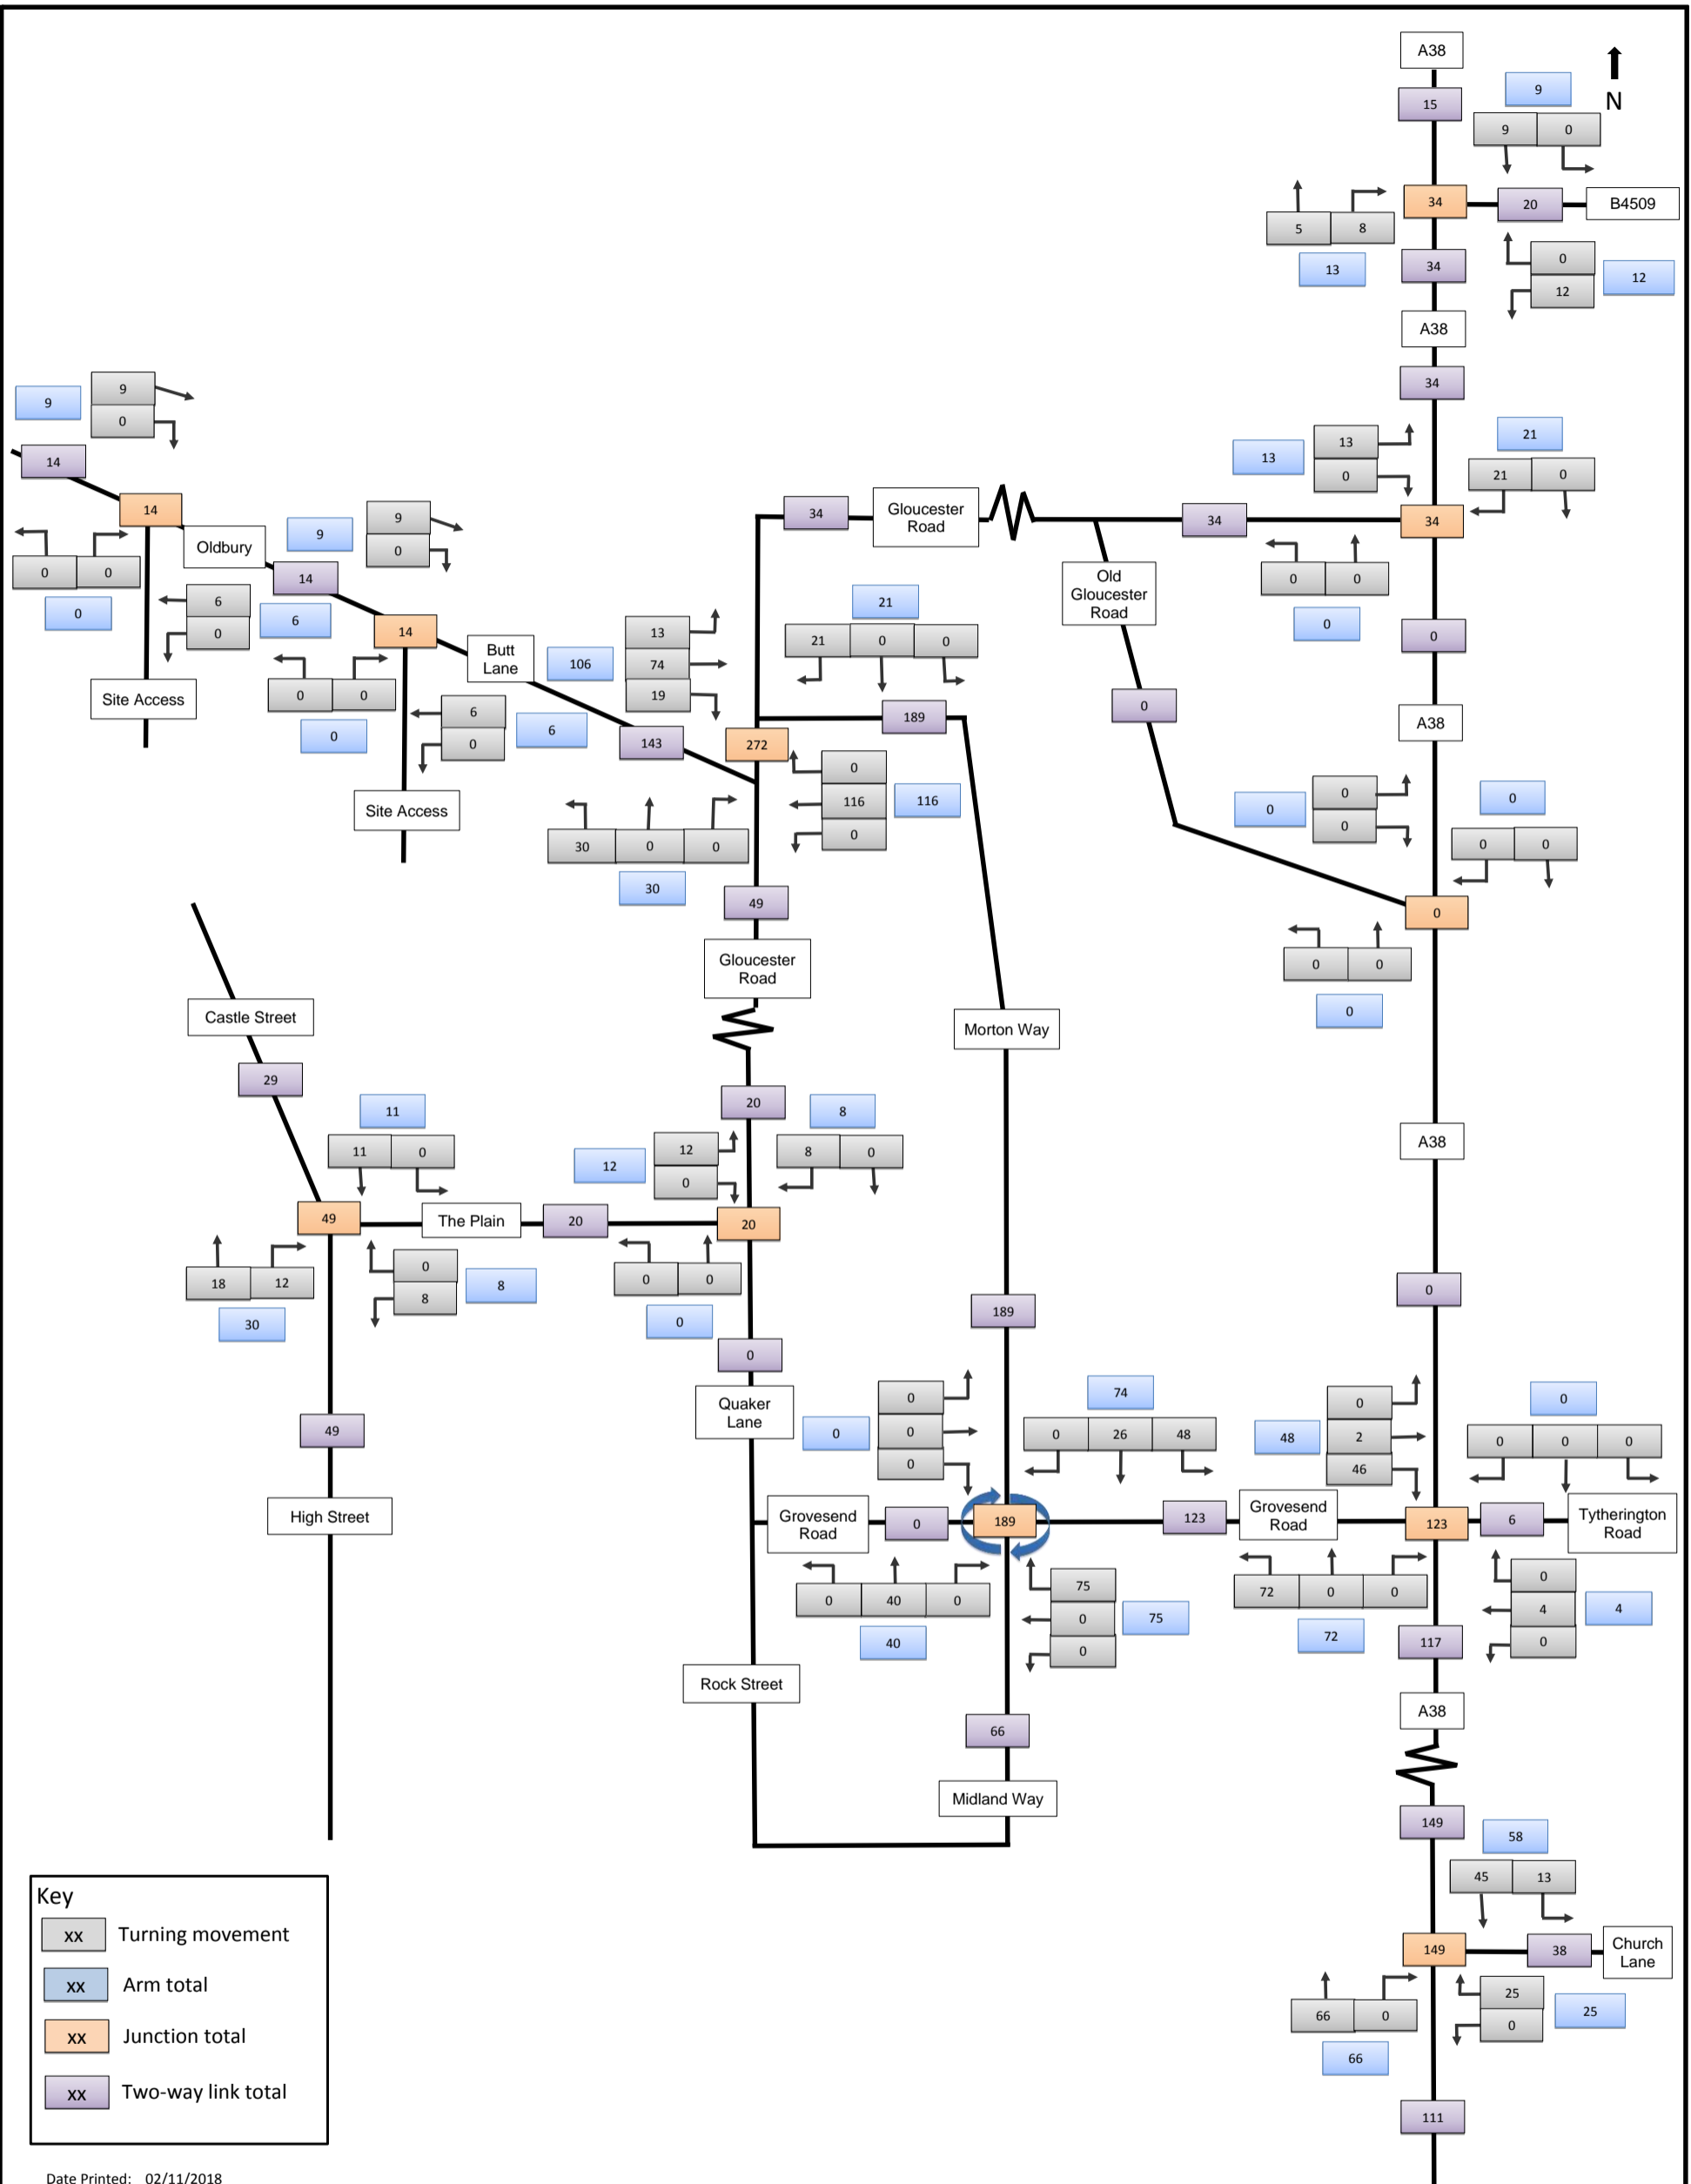 A38
15
9
N
9 0
34
20
B4509
5 8
0
13
34
12
12
A38
34
9
9
0
13
13
0
21
21 0
14
14
34
Gloucester
Road
34
34
9
9
0
Oldbury
0 0
0
14
6
0
6
Old
Gloucester
Road
0 0
0
21
21 0 0
14
Butt
Lane
106
13
74
19
0
Site Access
0 0
0
6
0
6
143
272
189
0
A38
0
116
0
116
Site Access
30 0 0
30
0
0
0
0
0 0
49
0
Gloucester
Road
0 0
0
Castle Street
Morton Way
29
20
11
11 0
12
12
0
8
8 0
A38
49
The Plain
20
20
18 12
30
0
8
8
0 0
0
189
0
0
Quaker
Lane
0
0
0
0
74
0 26 48
48
0
2
46
0
0 0 0
49
High Street
Grovesend
Road
0
189
123
Grovesend
Road
123
6
Tytherington
Road
0 40 0
40
75
0
0
75
72 0 0
72
0
4
0
4
117
Rock Street
A38
66
Midland Way
149
58
45 13
149
38
Church
Lane
66 0
66
25
0
25
111
Key
xx Turning movement
xx Arm total
xx Junction total
xx Two-way link total
Date Printed: 02/11/2018